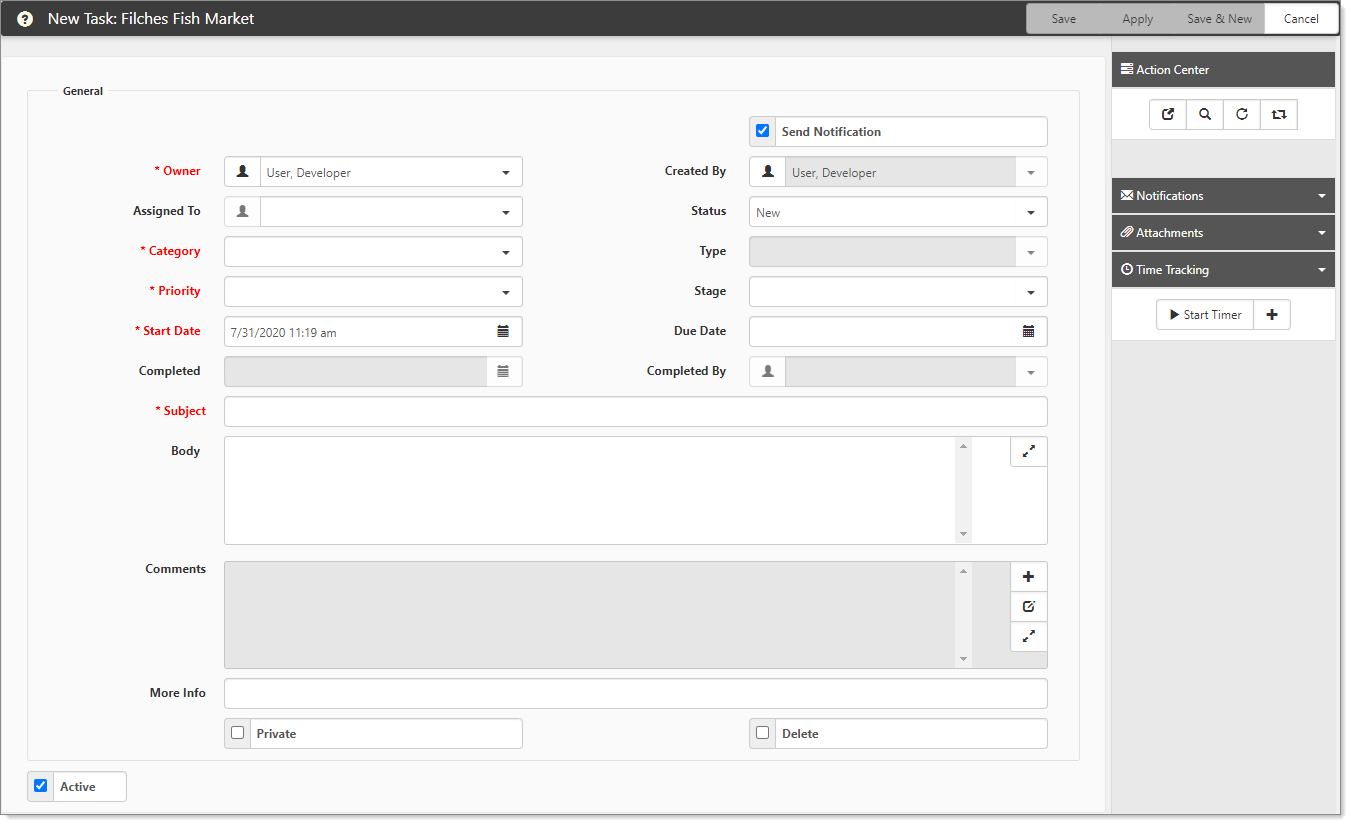 New Task: Filches Fish Market
Save Apply Save & New Cancel
General
Send Notification
* Owner User, Developer Created By User, Developer
Assigned To Status New
* Category Type
* Priority Stage
* Start Date 7/31/2020 11:19 am Due Date
Completed Completed By
* Subject
Body
Comments
More Info
Private Delete
Active
Action Center
Notifications
Attachments
Time Tracking
Start Timer